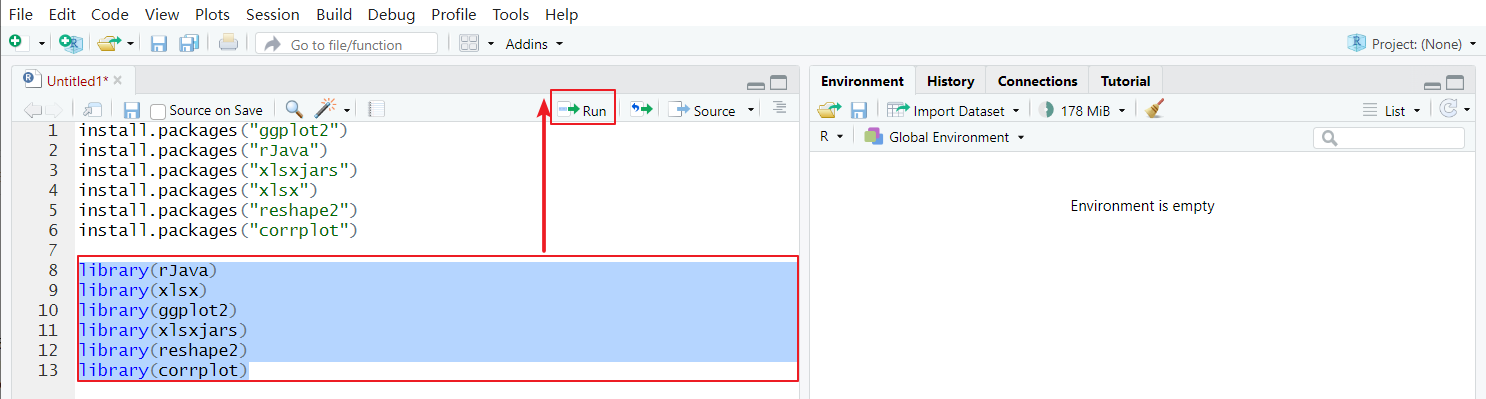 File Edit Code View Plots Session Build Debug Profile Tools Help
Go to file/function Addins Project: (None)
Untitled1*
Source on Save Run Source
1 install.packages("ggplot2")
2 install.packages("rJava")
3 install.packages("xlsxjars")
4 install.packages("xlsx")
5 install.packages("reshape2")
6 install.packages("corrplot")
7
8 library(rJava)
9 library(xlsx)
10 library(ggplot2)
11 library(xlsxjars)
12 library(reshape2)
13 library(corrplot)
Environment History Connections Tutorial
Import Dataset 178 MiB List
R Global Environment
Environment is empty